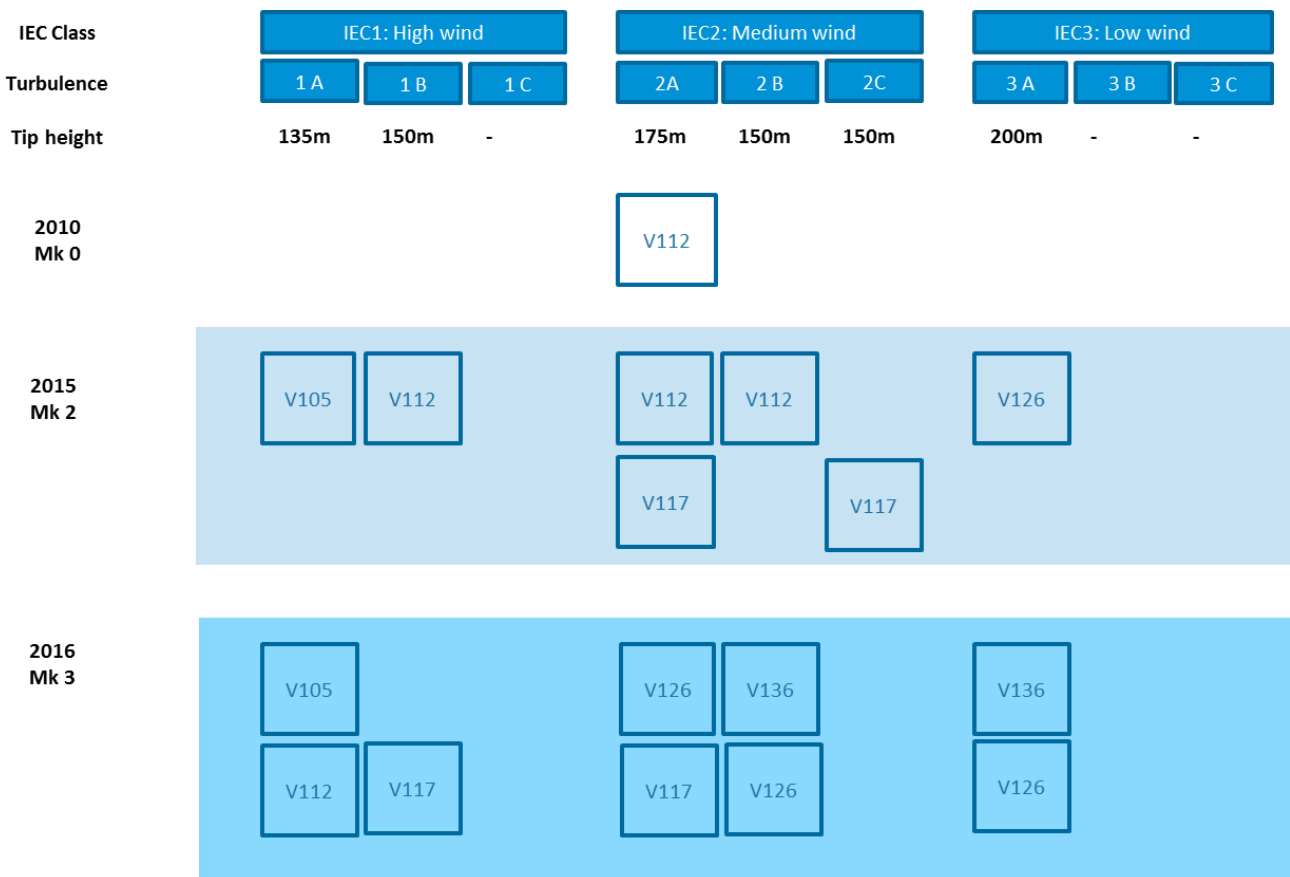 IEC Class IEC1: High wind IEC2: Medium wind IEC3: Low wind
Turbulence 1 A 1 B 1 C 2A 2 B 2C 3 A 3 B 3 C
Tip height 135m 150m - 175m 150m 150m 200m - -
2010
Mk 0
V112
2015
Mk 2
V105 V112 V112 V112 V126
V117 V117
2016
Mk 3
V105 V126 V136 V136
V112 V117 V117 V126 V126